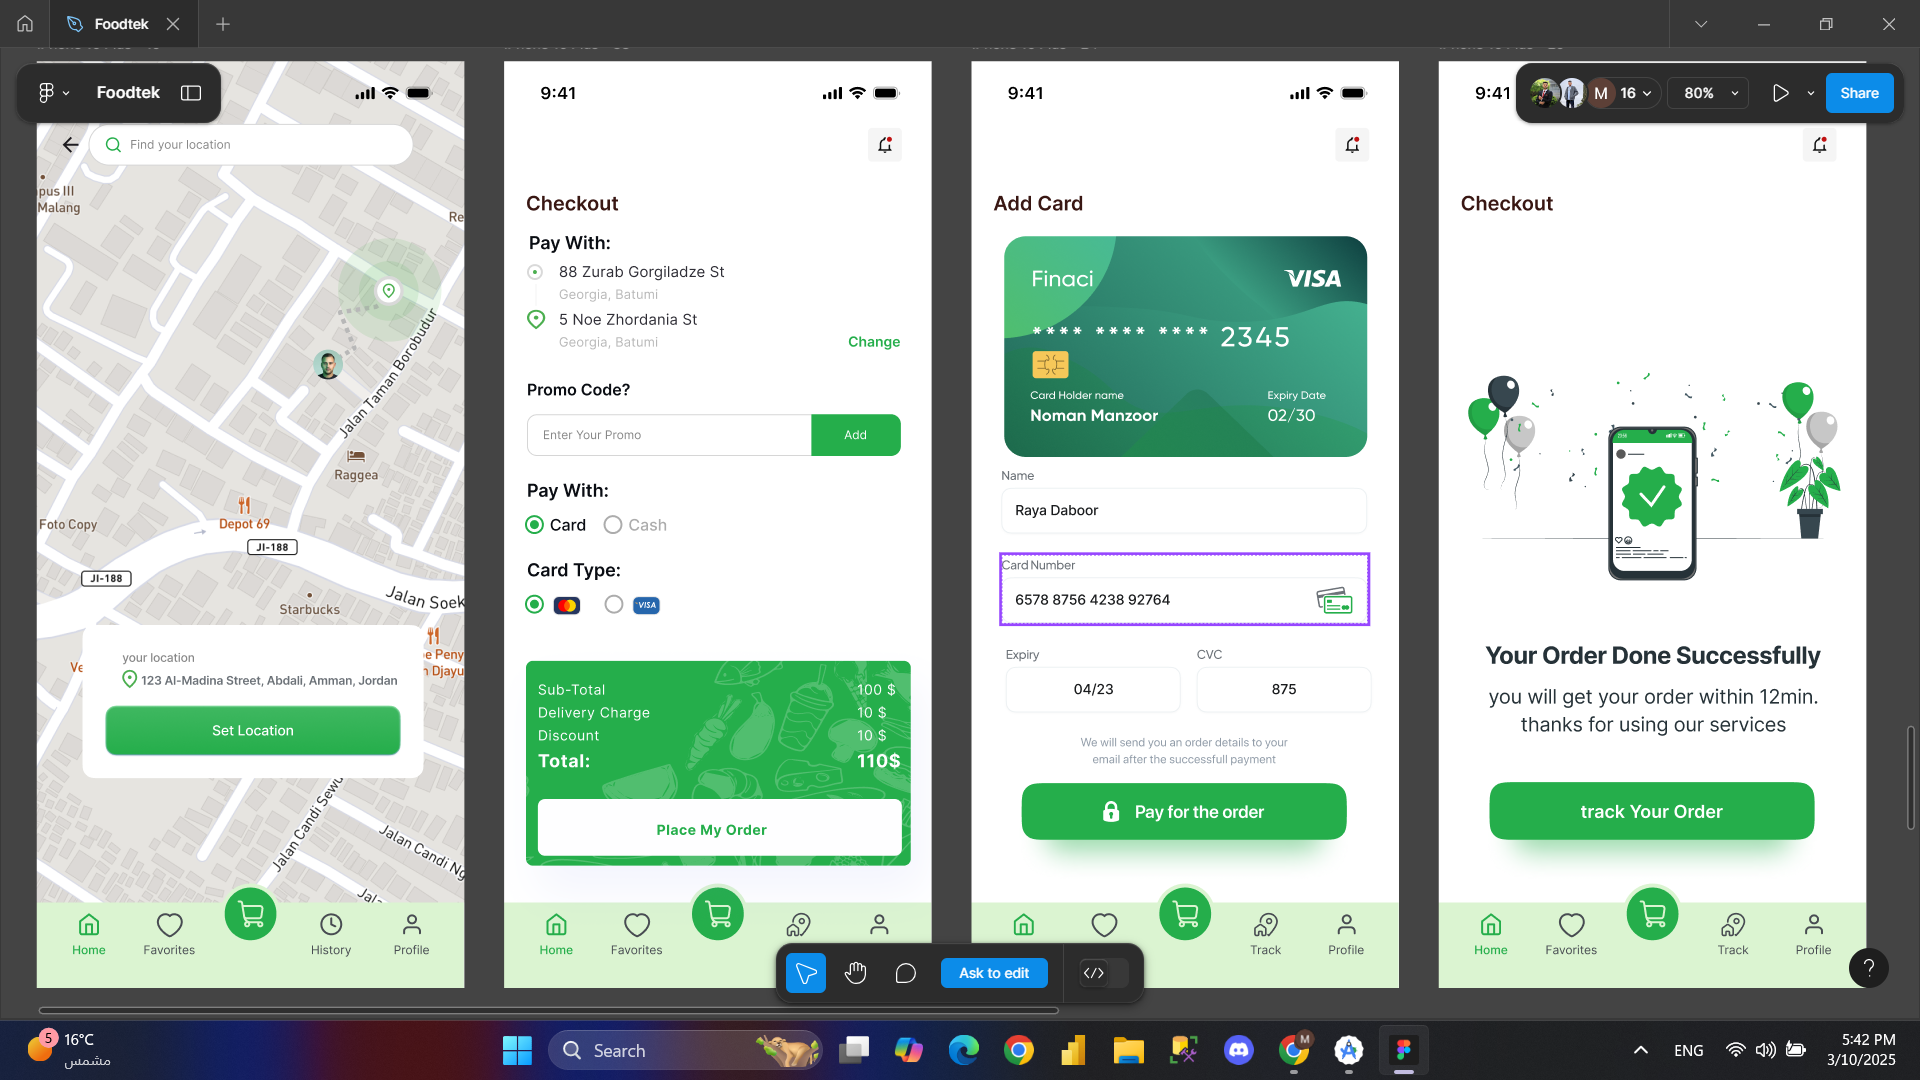 Foodtek
Foodtek
M
16
80%
Share
Find your location
pus III
Malang
Re
Jalan Taman Borobudur
Raggea
Foto Copy
Depot 69
JI-188
JI-188
Jalan Soek
Starbucks
Ve
e Peny
n Djayu
your location
123 Al-Madina Street, Abdali, Amman, Jordan
Set Location
Jalan Candi Sewu
Jalan Candi Ng
Jala
Home
Favorites
History
Profile
9:41
Checkout
Pay With:
88 Zurab Gorgiladze St
Georgia, Batumi
5 Noe Zhordania St
Georgia, Batumi
Change
Promo Code?
Enter Your Promo
Add
Pay With:
Card
Cash
Card Type:
VISA
Sub-Total
100 $
Delivery Charge
10 $
Discount
10 $
Total:
110$
Place My Order
Home
Favorites
9:41
Add Card
Finaci
VISA
**** **** **** 2345
Card Holder name
Expiry Date
Noman Manzoor
02/30
Name
Raya Daboor
Card Number
6578 8756 4238 92764
Expiry
CVC
04/23
875
We will send you an order details to your
email after the successfull payment
Pay for the order
Track
Profile
9:41
Checkout
Your Order Done Successfully
you will get your order within 12min.
thanks for using our services
track Your Order
Home
Favorites
Track
Profile
Ask to edit
?
5
16°C
مشمس
Search
M
ENG
5:42 PM
3/10/2025